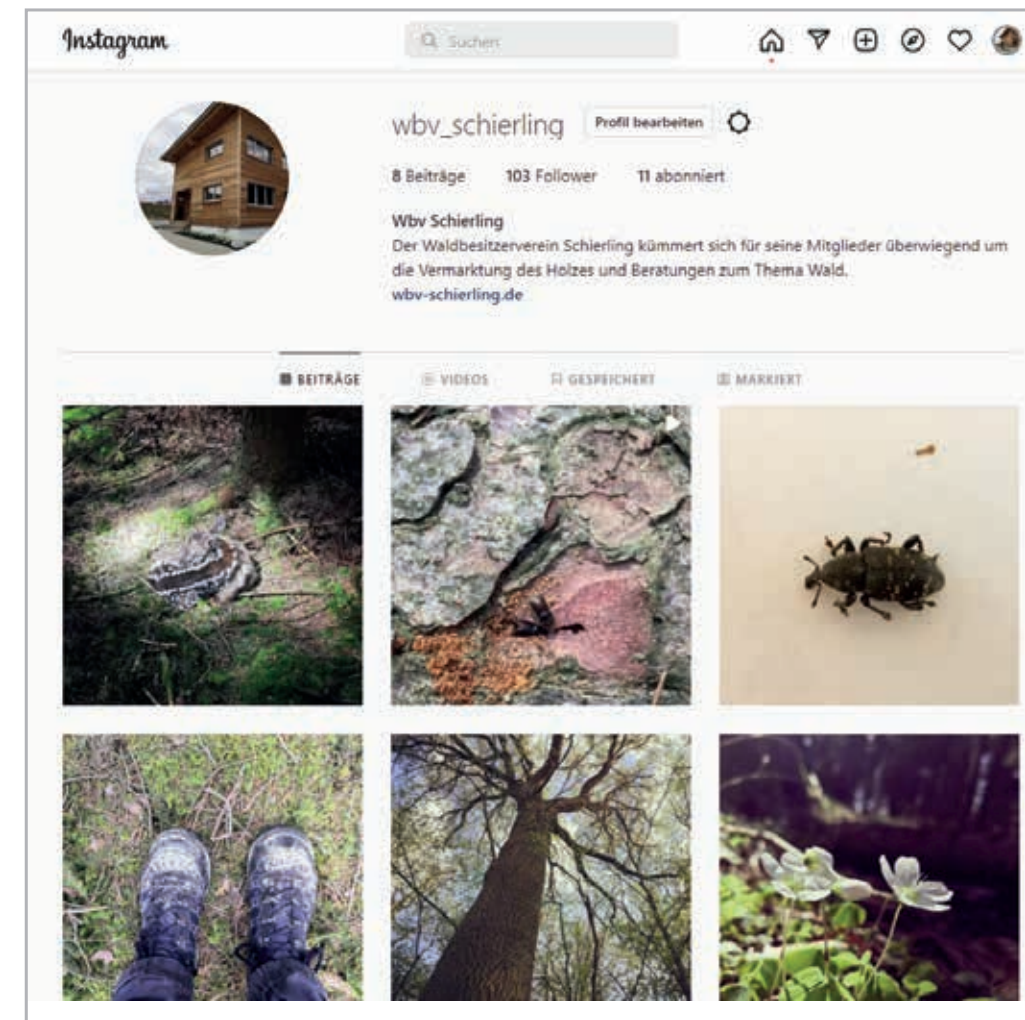 Instagram
Suchen
wbv_schierling Profil bearbeiten
8 Beiträge 103 Follower 11 abonniert
Wbv Schierling
Der Waldbesitzerverein Schierling kümmert sich für seine Mitglieder überwiegend um
die Vermarktung des Holzes und Beratungen zum Thema Wald.
wbv-schierling.de
BEITRÄGE VIDEOS GESPEICHERT MARKIERT